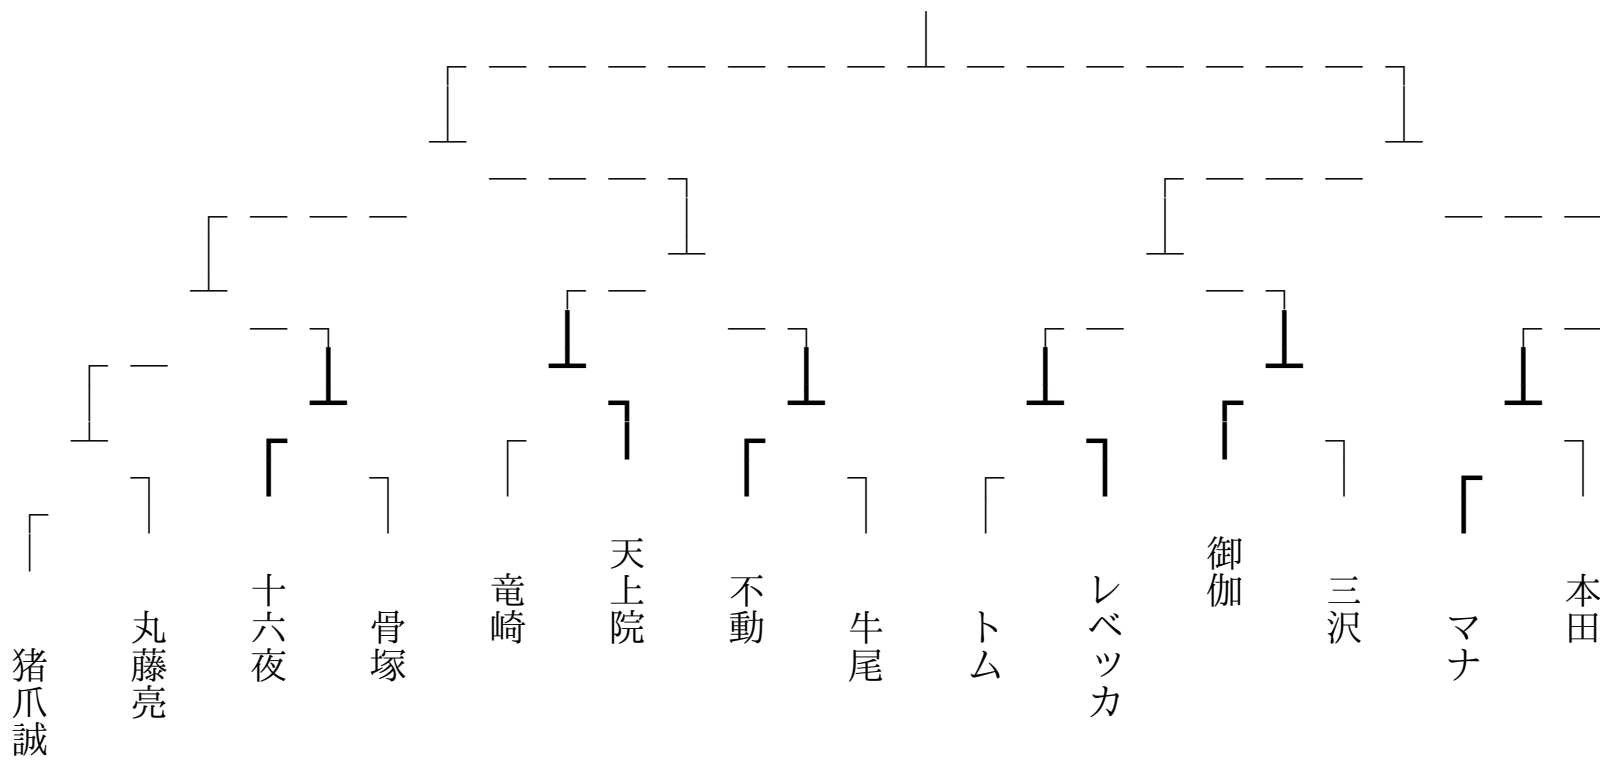 猪爪誠
丸藤亮
十六夜
骨塚
竜崎
天上院
不動
牛尾
トム
レベッカ
御伽
三沢
マナ
本田